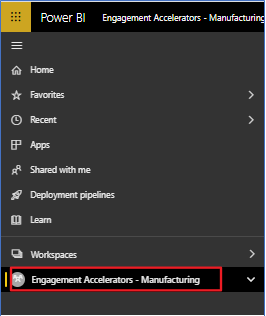 Power BI Engagement Accelerators - Manufacturing
Home
Favorites
Recent
Apps
Shared with me
Deployment pipelines
Learn
Workspaces
Engagement Accelerators - Manufacturing